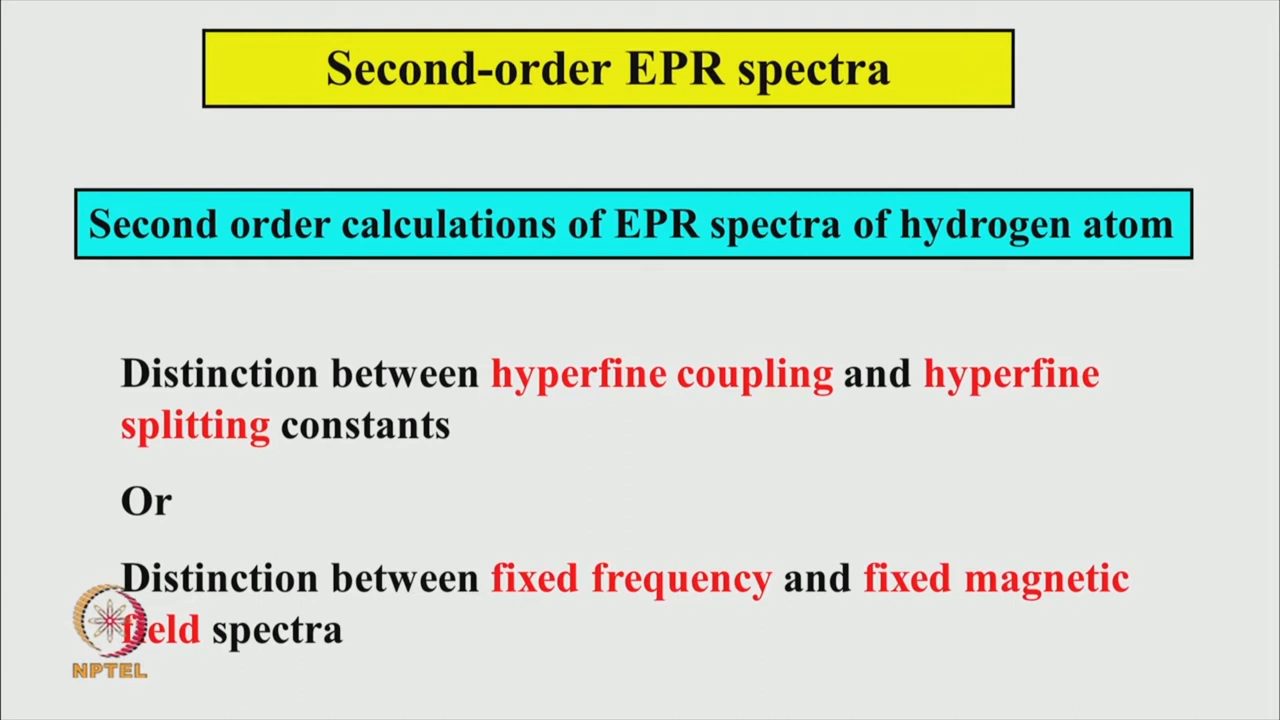 Second-order EPR spectra
Second order calculations of EPR spectra of hydrogen atom
Distinction between hyperfine coupling and hyperfine
splitting constants
Or
Distinction between fixed frequency and fixed magnetic
field spectra
NPTEL